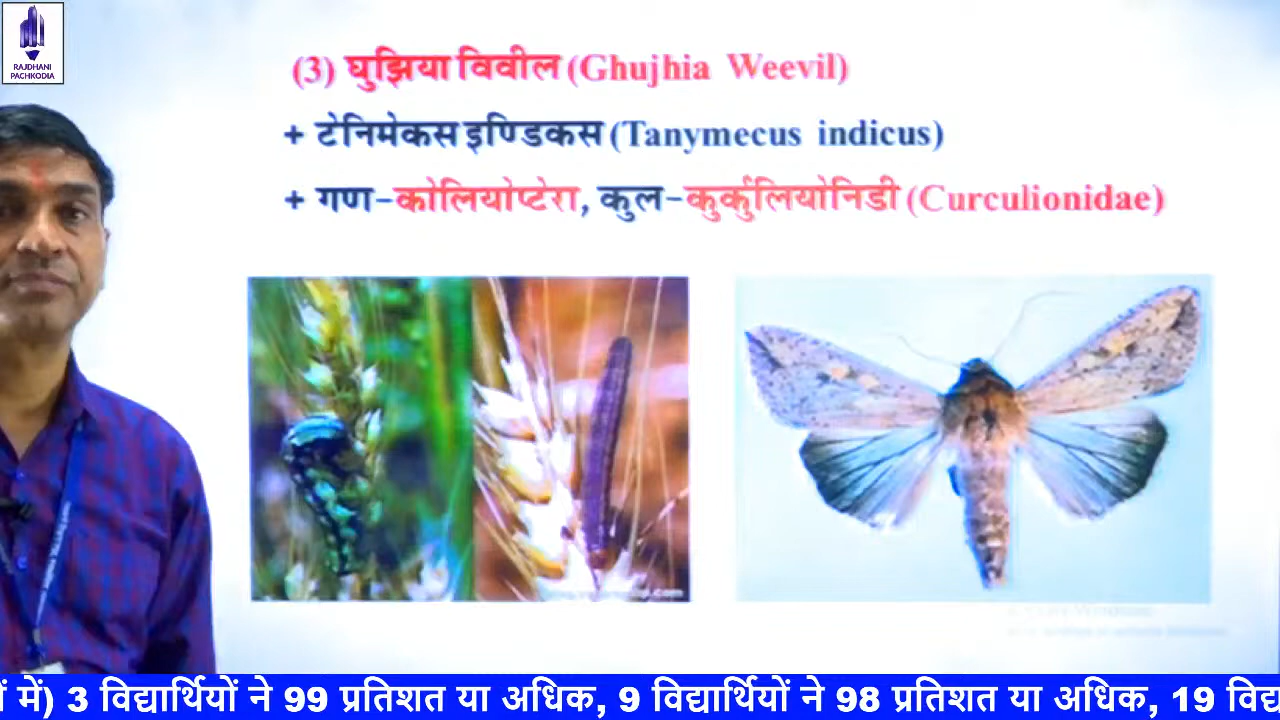 RAJDHANI
PACHKODIA
(3) घुझिया विवील (Ghujhia Weevil)
+ टेनिमेकस इण्डिकस (Tanymecus indicus)
+ गण-कोलियोप्टेरा, कुल-कुर्कुलियोनिडी (Curculionidae)
में) 3 विद्यार्थियों ने 99 प्रतिशत या अधिक, 9 विद्यार्थियों ने 98 प्रतिशत या अधिक, 19